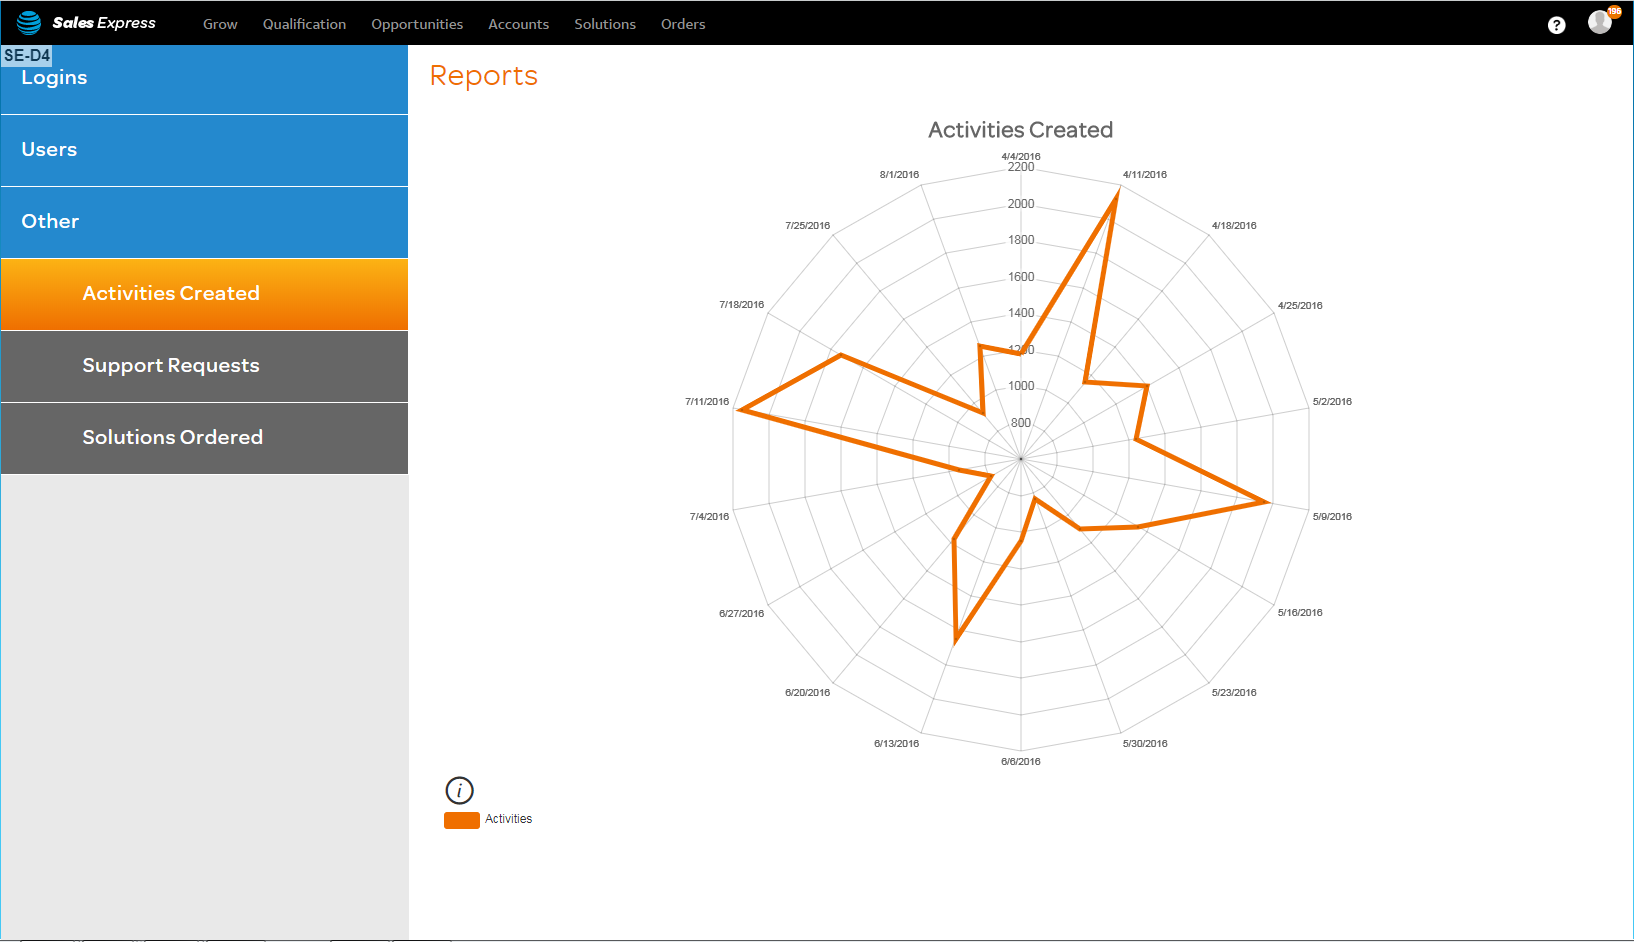 Sales Express
Grow Qualification Opportunities Accounts Solutions Orders
?
196
SE-D4
Logins
Users
Other
Activities Created
Support Requests
Solutions Ordered
Reports
Activities Created
4/4/2016
4/11/2016
4/18/2016
4/25/2016
5/2/2016
5/9/2016
5/16/2016
5/23/2016
5/30/2016
6/6/2016
6/13/2016
6/20/2016
6/27/2016
7/4/2016
7/11/2016
7/18/2016
7/25/2016
8/1/2016
2200
2000
1800
1600
1400
1200
1000
800
i
Activities